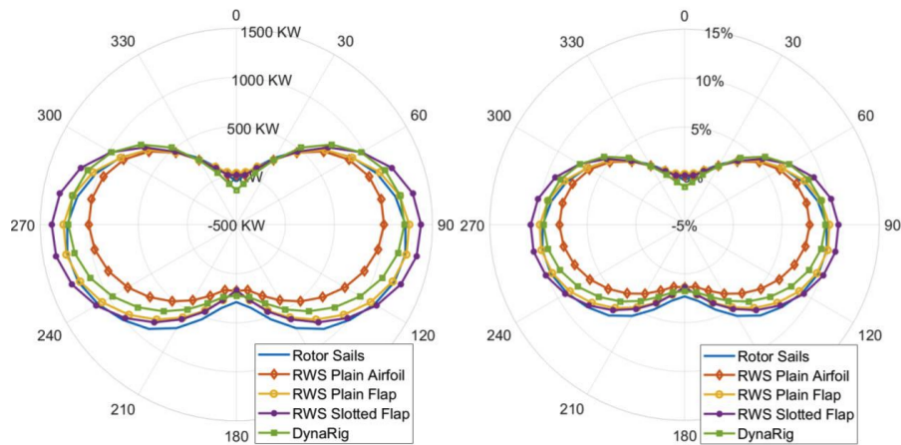 0
1500 KW
330
30
1000 KW
300
60
500 KW
270
-500 KW
90
240
120
210
180
Rotor Sails
RWS Plain Airfoil
RWS Plain Flap
RWS Slotted Flap
DynaRig
0
15%
330
30
10%
300
60
5%
270
-5%
90
240
120
210
180
Rotor Sails
RWS Plain Airfoil
RWS Plain Flap
RWS Slotted Flap
DynaRig